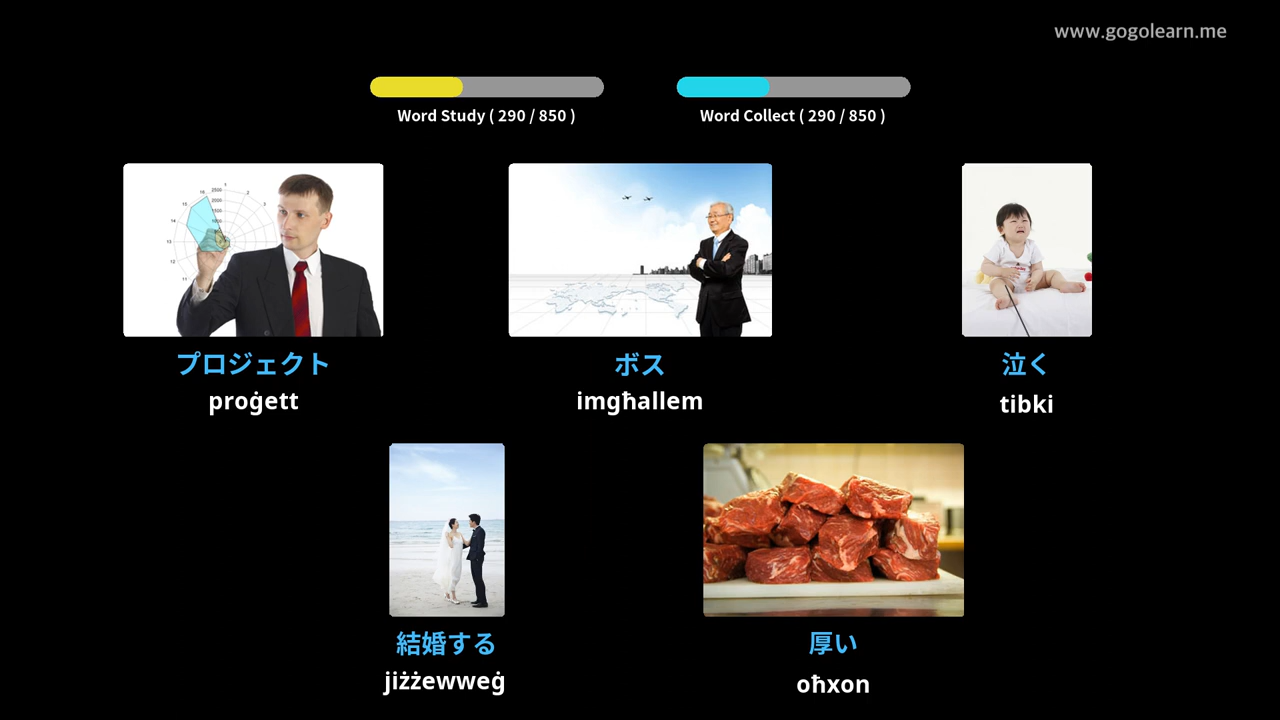 www.gogolearn.me
Word Study ( 290 / 850 )
Word Collect ( 290 / 850 )
プロジェクト
proġett
ボス
imgħallem
泣く
tibki
結婚する
jiżżewweġ
厚い
oħxon